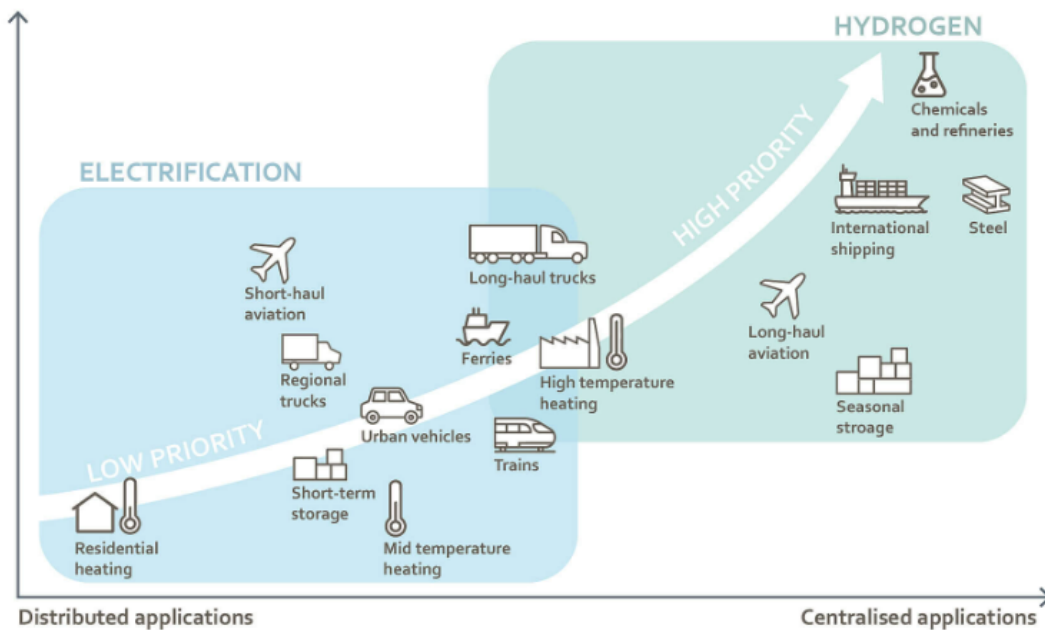 HYDROGEN
Chemicals
and refineries
HIGH PRIORITY
ELECTRIFICATION
International
shipping
Steel
Long-haul trucks
Short-haul
aviation
Long-haul
aviation
Ferries
Regional
trucks
High temperature
heating
Seasonal
stroage
Urban vehicles
LOW PRIORITY
Trains
Short-term
storage
Residential
heating
Mid temperature
heating
Distributed applications
Centralised applications